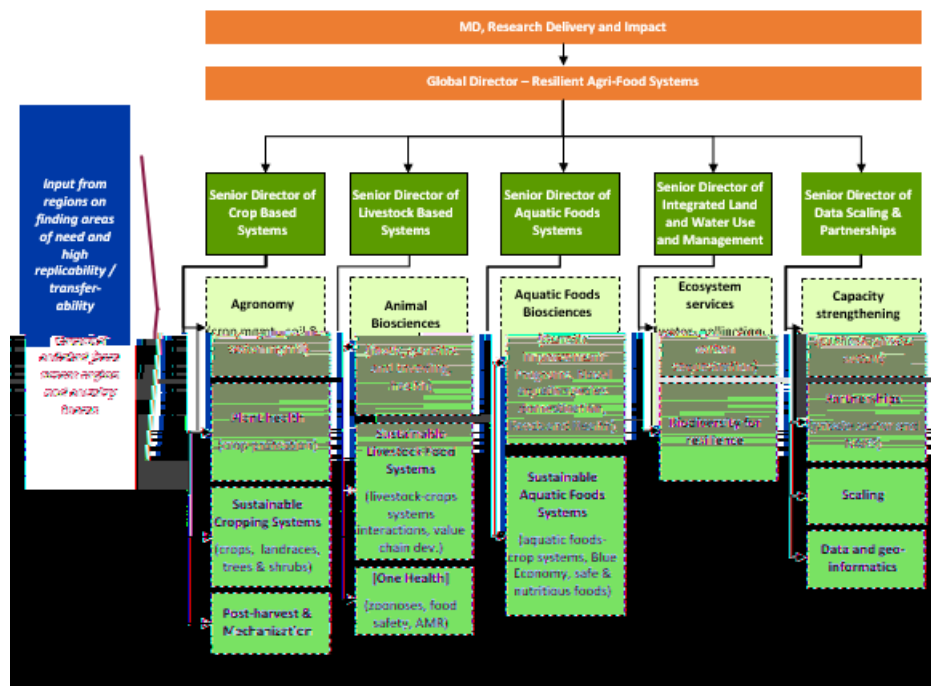 MD, Research Delivery and Impact
Global Director – Resilient Agri-Food Systems
Input from
regions on
finding areas
of need and
high
replicability /
transfer-
ability
Senior Director of
Crop Based
Systems
Senior Director of
Livestock Based
Systems
Senior Director of
Aquatic Foods
Systems
Senior Director of
Integrated Land
and Water Use
and Management
Senior Director of
Data Scaling &
Partnerships
Agronomy
Plant health
Sustainable
Cropping Systems
(crops, landraces,
trees & shrubs)
Post-harvest &
Mechanization
Animal
Biosciences
Sustainable
Livestock Food
Systems
(livestock-crops
systems
interactions, value
chain dev.)
[One Health]
(zoonoses, food
safety, AMR)
Aquatic Foods
Biosciences
Sustainable
Aquatic Foods
Systems
(aquatic foods-
crop systems, Blue
Economy, safe &
nutritious foods)
Ecosystem
services
Biodiversity for
resilience
Capacity
strengthening
Partnerships
Scaling
Data and geo-
informatics